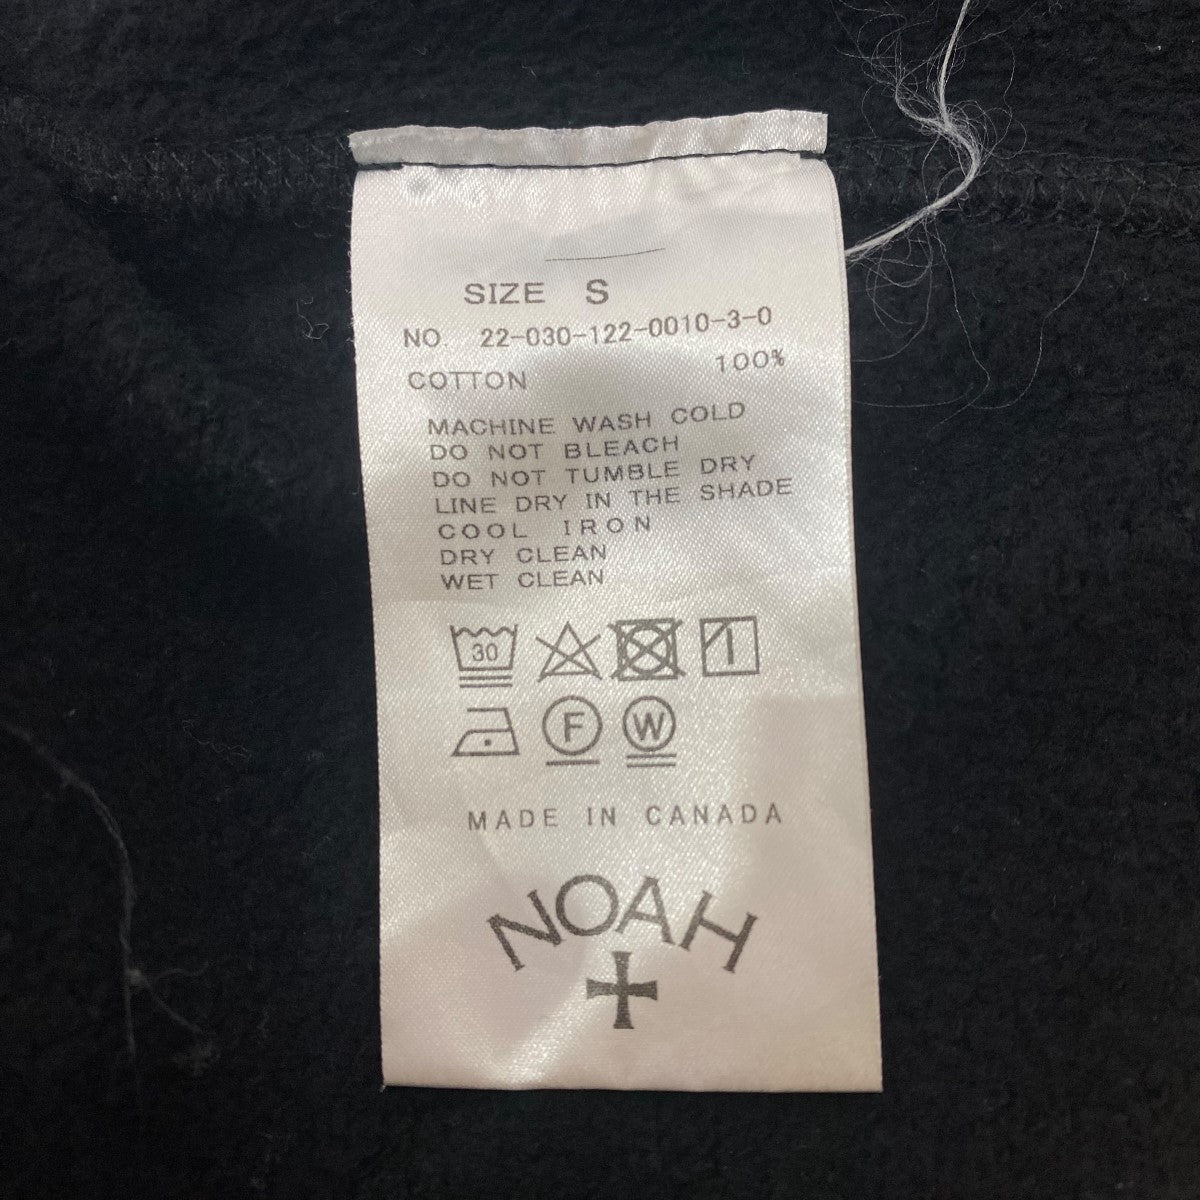 SIZE S
NO. 22-030-122-0010-3-0
COTTON 100%
MACHINE WASH COLD
DO NOT BLEACH
DO NOT TUMBLE DRY
LINE DRY IN THE SHADE
COOL IRON
DRY CLEAN
WET CLEAN
30
F W
MADE IN CANADA
NOAH